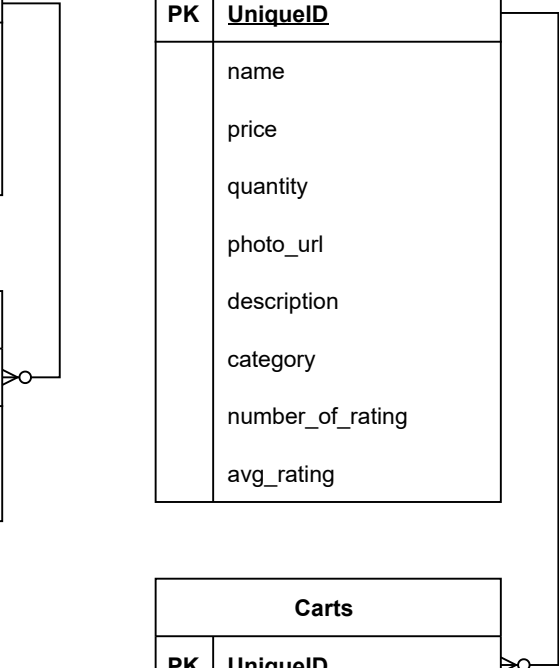 PK UniqueID
name
price
quantity
photo_url
description
category
number_of_rating
avg_rating
Carts
PK UniqueID